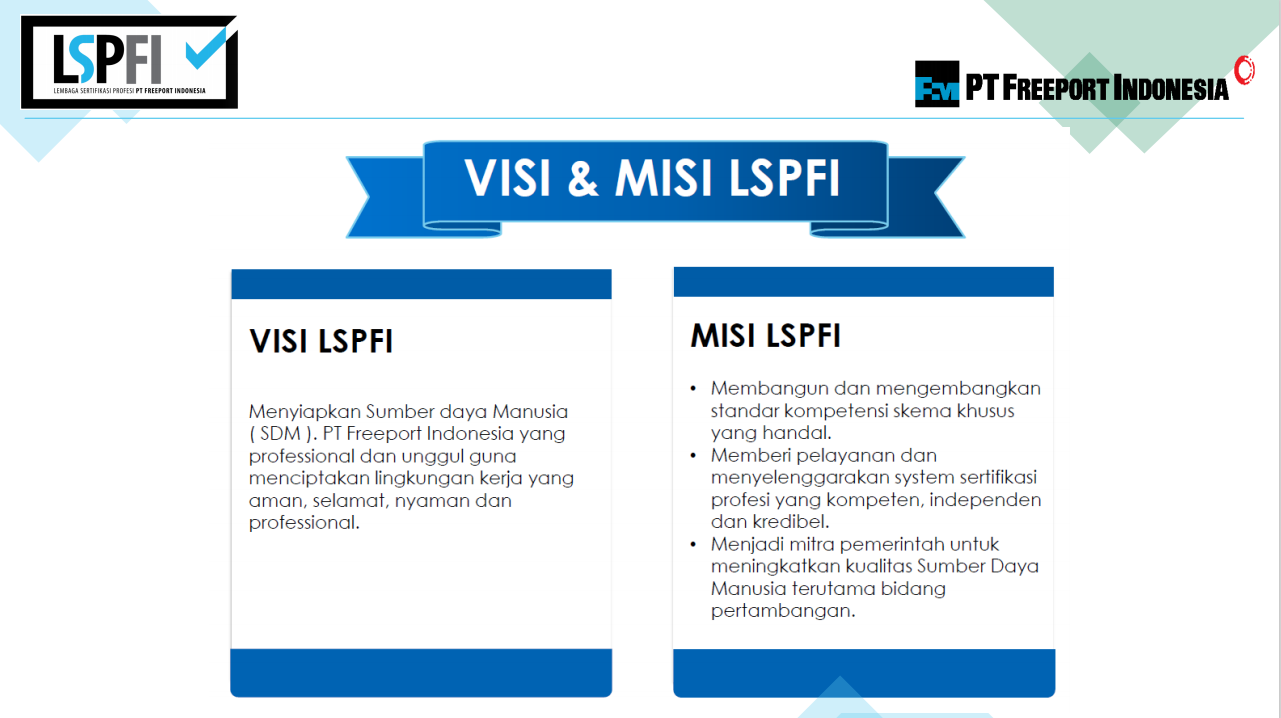 LSPFI
LEMBAGA SERTIFIKASI PROFESI PT FREEPORT INDONESIA
FM PT FREEPORT INDONESIA
VISI & MISI LSPFI
VISI LSPFI
Menyiapkan Sumber daya Manusia
( SDM ). PT Freeport Indonesia yang
professional dan unggul guna
menciptakan lingkungan kerja yang
aman, selamat, nyaman dan
professional.
MISI LSPFI
• Membangun dan mengembangkan
standar kompetensi skema khusus
yang handal.
• Memberi pelayanan dan
menyelenggarakan system sertifikasi
profesi yang kompeten, independen
dan kredibel.
• Menjadi mitra pemerintah untuk
meningkatkan kualitas Sumber Daya
Manusia terutama bidang
pertambangan.